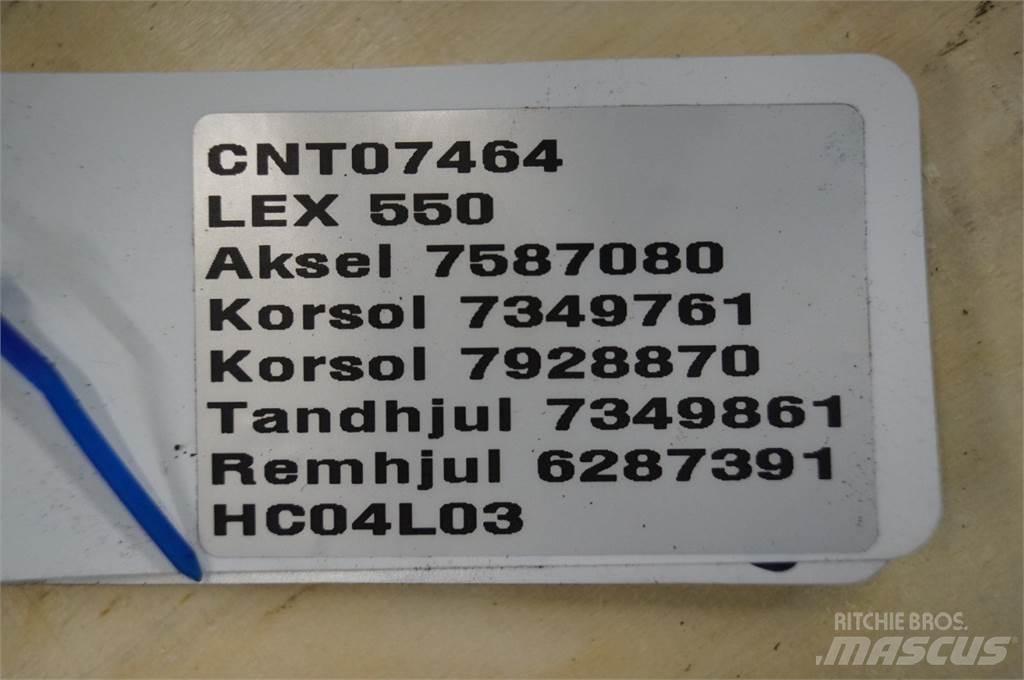 CNT07464
LEX 550
Aksel 7587080
Korsol 7349761
Korsol 7928870
Tandhjul 7349861
Remhjul 6287391
HC04L03
RITCHIE BROS.
MASCUS